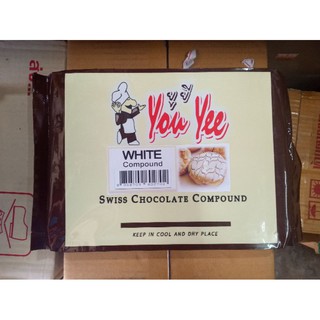 You Yee
WHITE
Compound
SWISS CHOCOLATE COMPOUND
KEEP IN COOL AND DRY PLACE